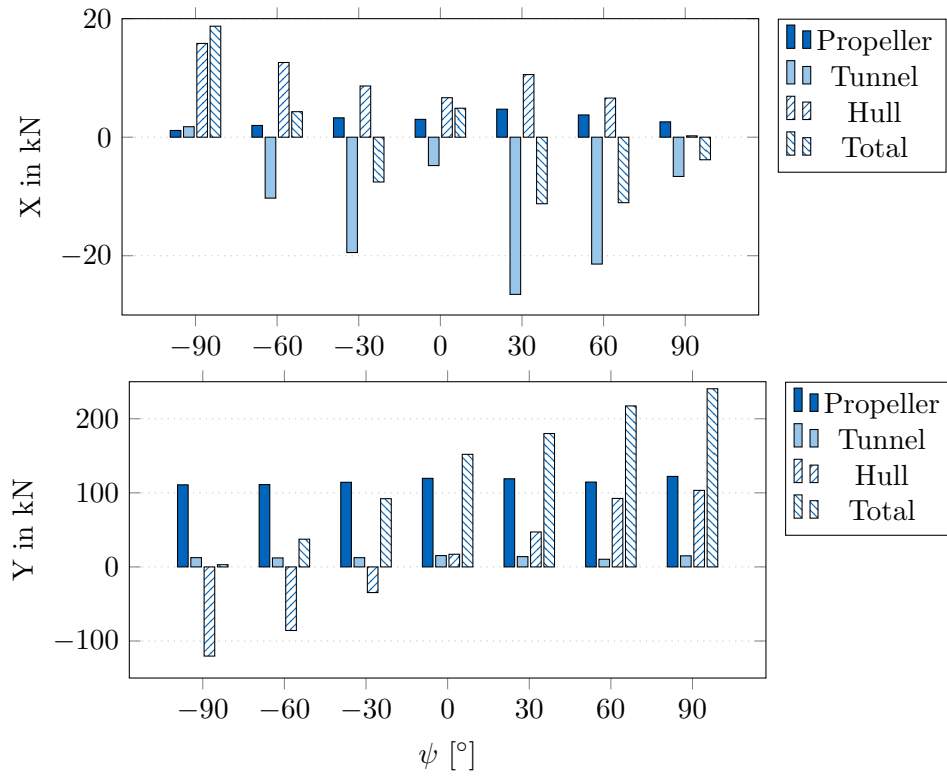 20
0
−20
X in kN
−90 −60 −30 0 30 60 90
Propeller
Tunnel
Hull
Total
200
100
0
−100
Y in kN
−90 −60 −30 0 30 60 90
ψ [°]
Propeller
Tunnel
Hull
Total